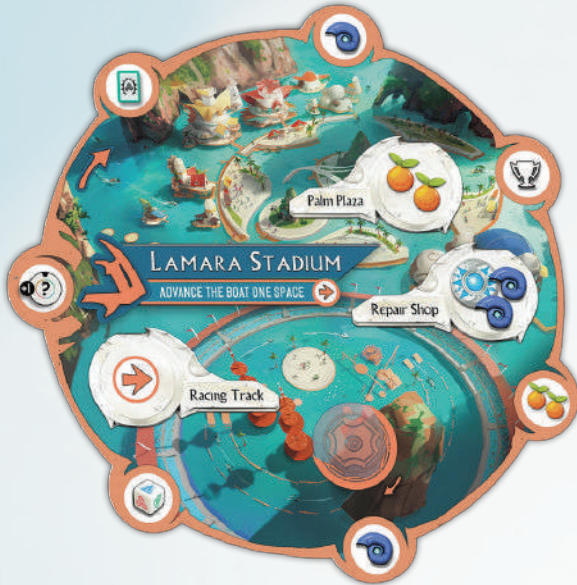 Palm Plaza
LAMARA STADIUM
ADVANCE THE BOAT ONE SPACE
Repair Shop
Racing Track
?